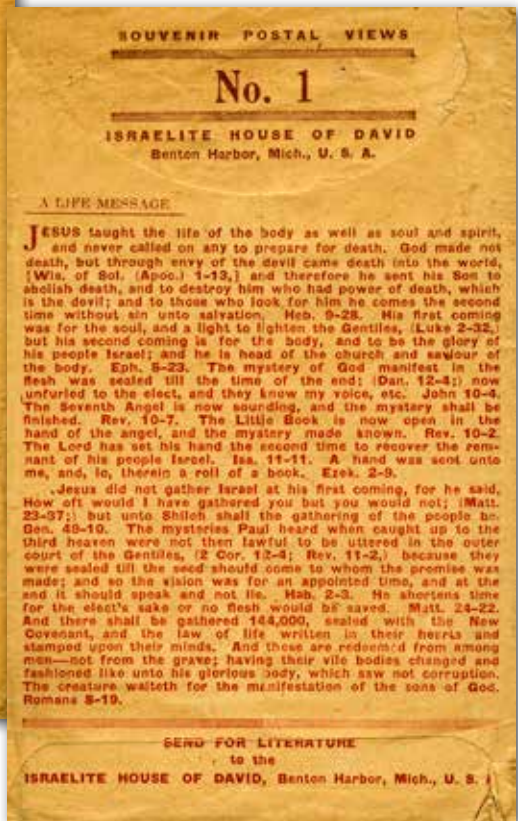 SOUVENIR POSTAL VIEWS
No. 1
ISRAELITE HOUSE OF DAVID
Benton Harbor, Mich., U. S. A.
A LIFE MESSAGE
JESUS taught the life of the body as well as soul and spirit,
and never called on any to prepare for death. God made not
death, but through envy of the devil came death into the world,
[Wis. of Sol. (Apoc.) 1-13,] and therefore he sent his Son to
abolish death, and to destroy him who had power of death, which
is the devil; and to those who look for him he comes the second
time without sin unto salvation. Heb. 9-28. His first coming
was for the soul, and a light to lighten the Gentiles, (Luke 2-32,)
but his second coming is for the body, and to be the glory of
his people Israel; and he is head of the church and saviour of
the body. Eph. 5-23. The mystery of God manifest in the
flesh was sealed till the time of the end; (Dan. 12-4;) now
unfurled to the elect, and they know my voice, etc. John 10-4.
The Seventh Angel is now sounding, and the mystery shall be
finished. Rev. 10-7. The Little Book is now open in the
hand of the angel, and the mystery made known. Rev. 10-2.
The Lord has set his hand the second time to recover the rem-
nant of his people Israel. Isa. 11-11. A hand was sent unto
me, and, lo, therein a roll of a book. Ezek. 2-9.
Jesus did not gather Israel at his first coming, for he said,
How oft would I have gathered you but you would not; (Matt.
23-37;) but unto Shiloh shall the gathering of the people be.
Gen. 49-10. The mysteries Paul heard when caught up to the
third heaven were not then lawful to be uttered in the outer
court of the Gentiles, (2 Cor. 12-4; Rev. 11-2,) because they
were sealed till the seed should come to whom the promise was
made; and so the vision was for an appointed time, and at the
end it should speak and not lie. Hab. 2-3. He shortens time
for the elect's sake or no flesh would be saved. Matt. 24-22.
And there shall be gathered 144,000, sealed with the New
Covenant, and the law of life written in their hearts and
stamped upon their minds. And these are redeemed from among
men—not from the grave; having their vile bodies changed and
fashioned like unto his glorious body, which saw not corruption.
The creature waiteth for the manifestation of the sons of God.
Romans 8-19.
SEND FOR LITERATURE
to the
ISRAELITE HOUSE OF DAVID, Benton Harbor, Mich., U. S.